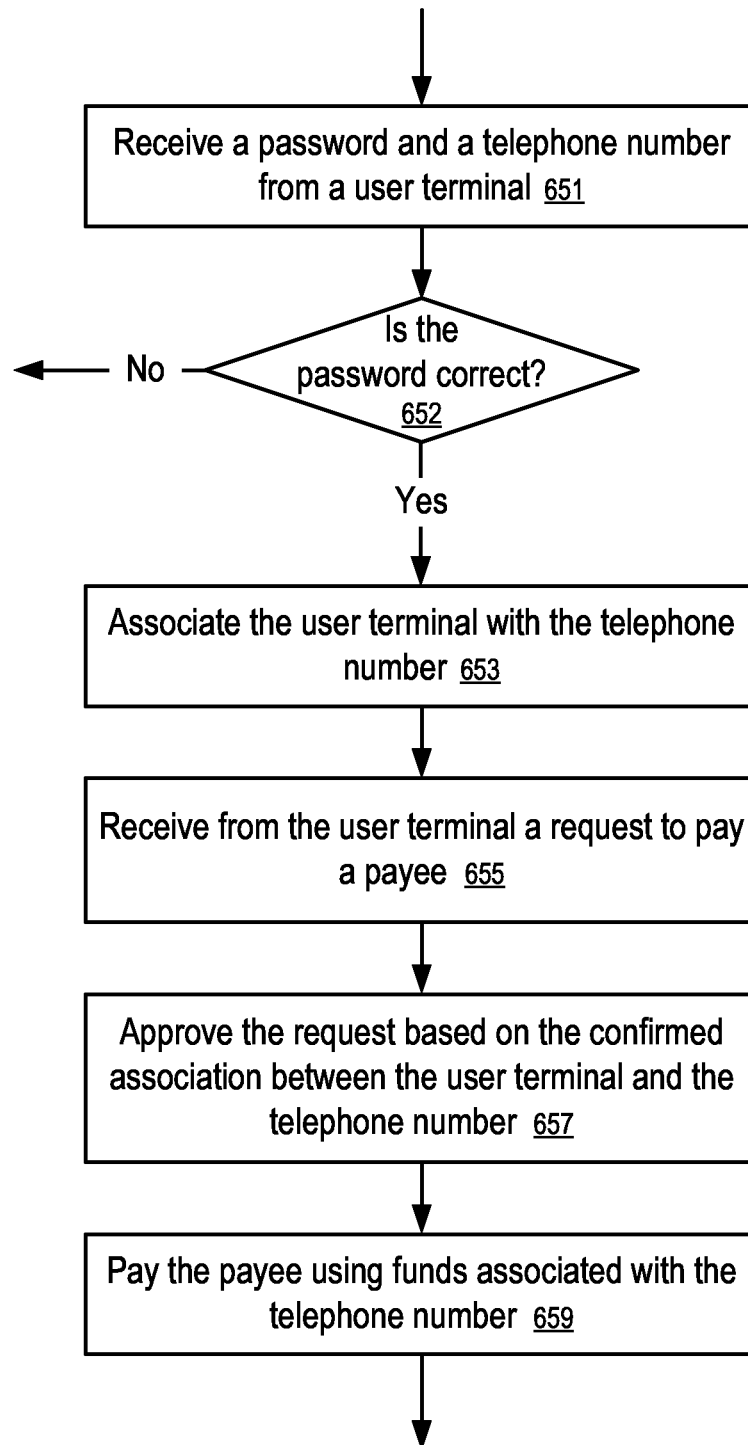 Receive a password and a telephone number
from a user terminal 651
Is the
No
password correct?
652
Yes
Associate the user terminal with the telephone
number 653
Receive from the user terminal a request to pay
a payee 655
Approve the request based on the confirmed
association between the user terminal and the
telephone number 657
Pay the payee using funds associated with the
telephone number 659